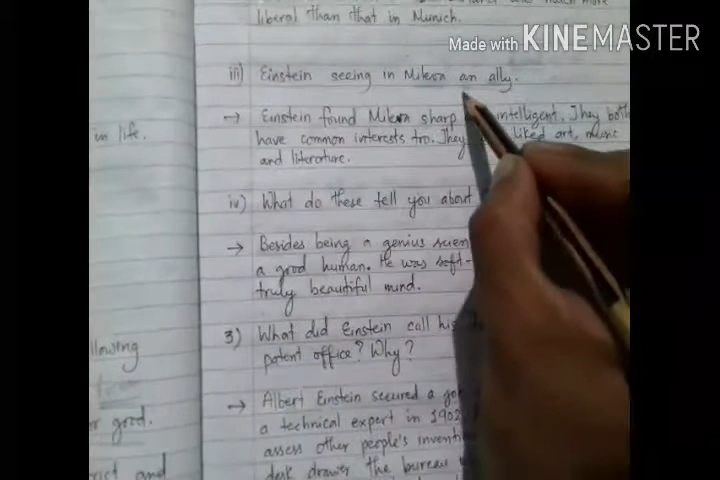 liberal than that in Munich.
Made with KINEMASTER
iii) Einstein seeing in Mileva an ally.
→ Einstein found Mileva sharp intelligent. They both
in life.
have common interests too. They liked art, music
and literature.
iv) What do these tell you about
→ Besides being a genius scien
a good human. He was soft-
truly beautiful mind.
3) What did Einstein call his
llowing
patent office? Why?
→ Albert Einstein secured a
r good.
a technical expert in 1902
assess other people's inventi
rist and
desk drawer the bureau